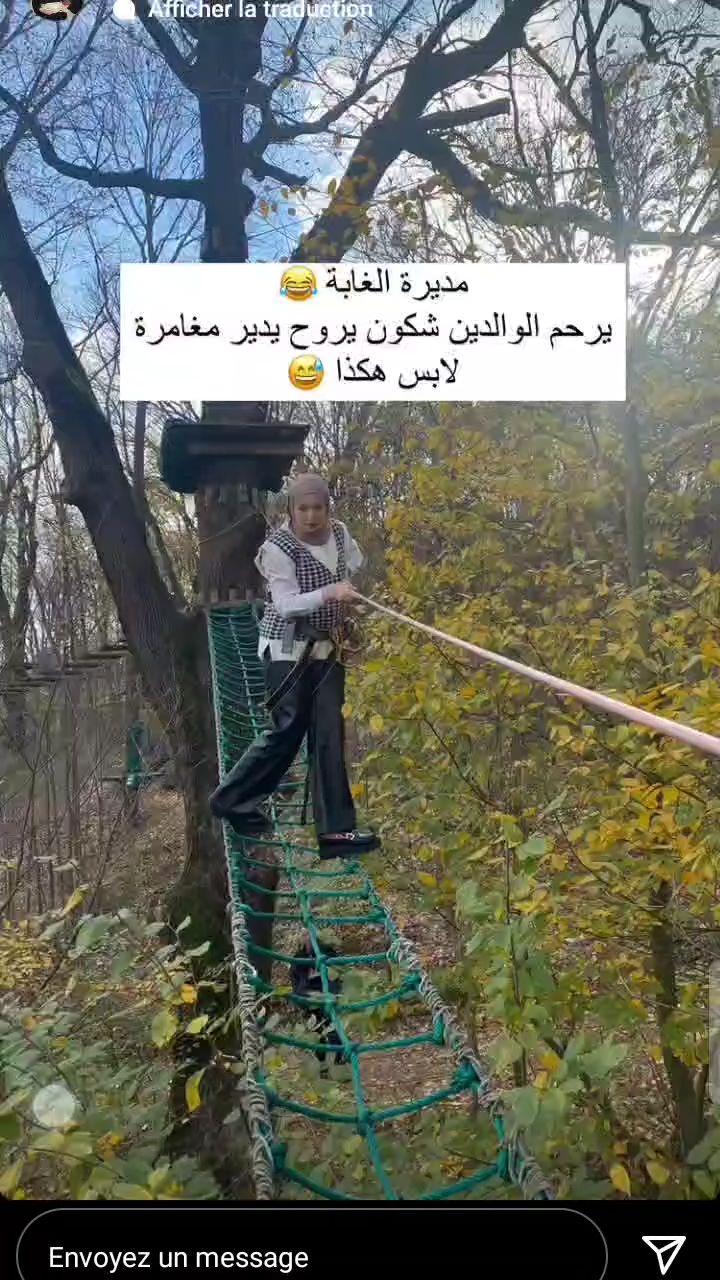 Afficher la traduction
مديرة الغابة 😂
يرحم الوالدين شكون يروح يدير مغامرة
لابس هكذا 😅
Envoyez un message